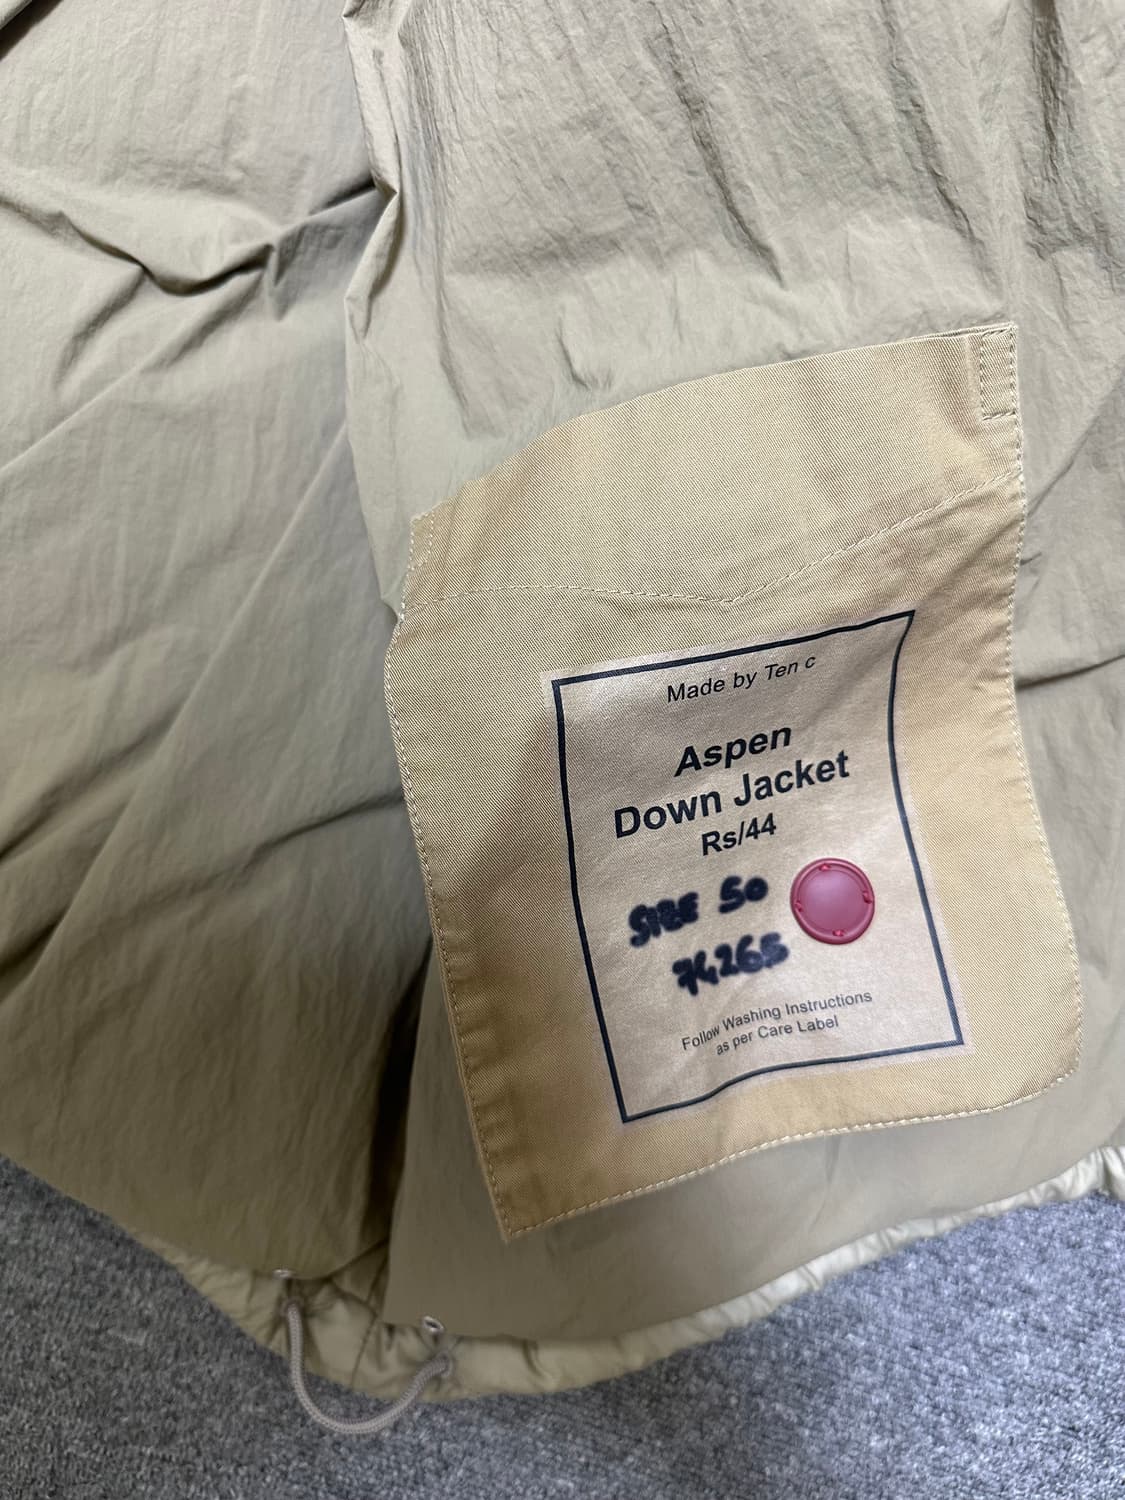 Made by Ten c
Aspen
Down Jacket
Rs/44
SIZE 50
74265
Follow Washing Instructions
as per Care Label